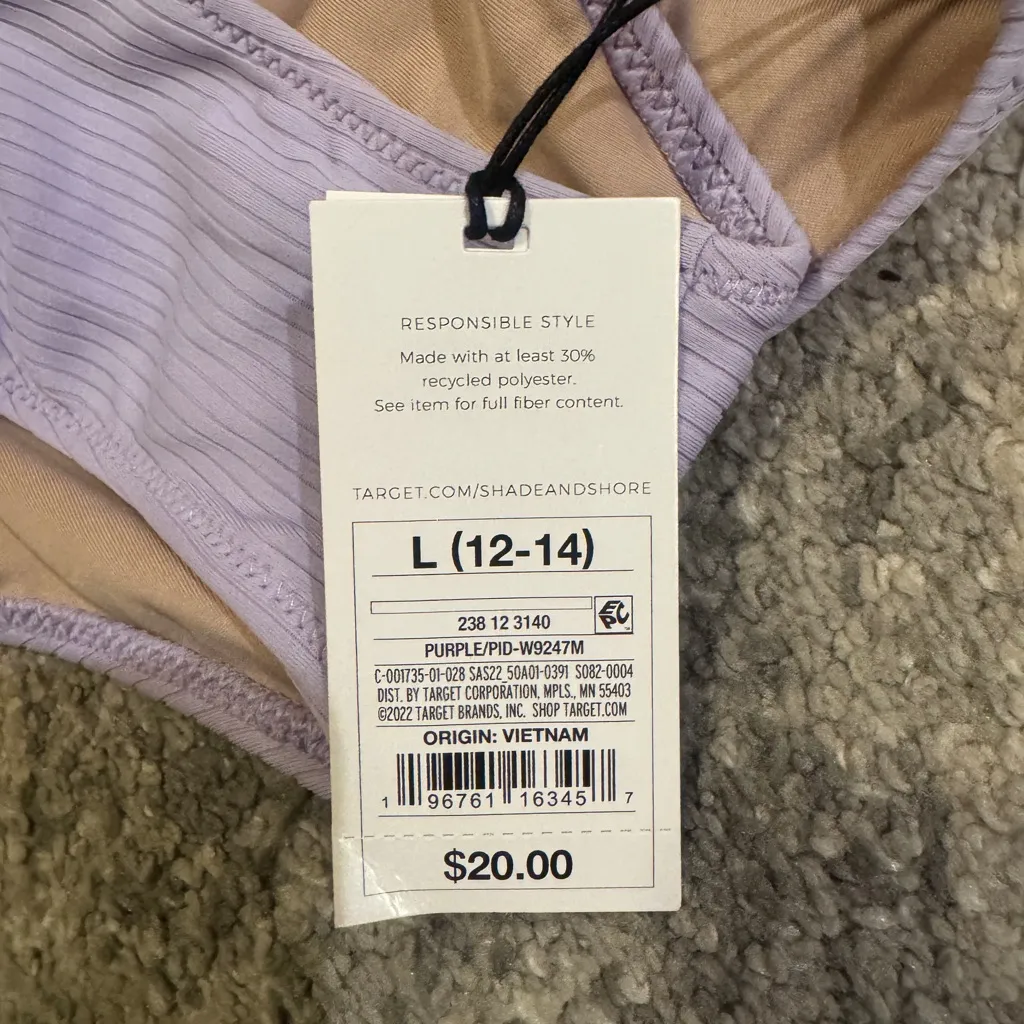 RESPONSIBLE STYLE
Made with at least 30%
recycled polyester.
See item for full fiber content.
TARGET.COM/SHADEANDSHORE
L (12-14)
EPC
238 12 3140
PURPLE/PID-W9247M
C-001735-01-028 SAS22_50A01-0391 S082-0004
DIST. BY TARGET CORPORATION, MPLS., MN 55403
©2022 TARGET BRANDS, INC. SHOP TARGET.COM
ORIGIN: VIETNAM
1 96761 16345 7
$20.00